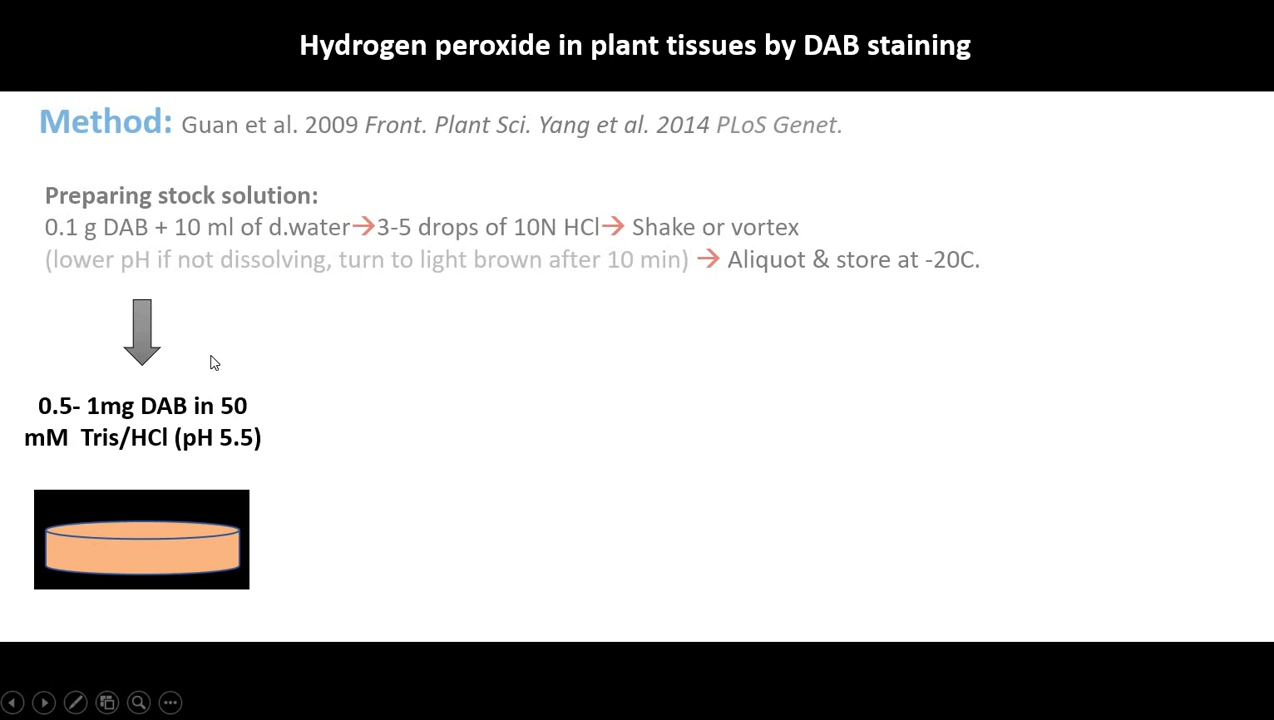 Hydrogen peroxide in plant tissues by DAB staining
Method: Guan et al. 2009 Front. Plant Sci. Yang et al. 2014 PLoS Genet.
Preparing stock solution:
0.1 g DAB + 10 ml of d.water→3-5 drops of 10N HCl→ Shake or vortex
(lower pH if not dissolving, turn to light brown after 10 min) → Aliquot & store at -20C.
0.5- 1mg DAB in 50
mM Tris/HCl (pH 5.5)